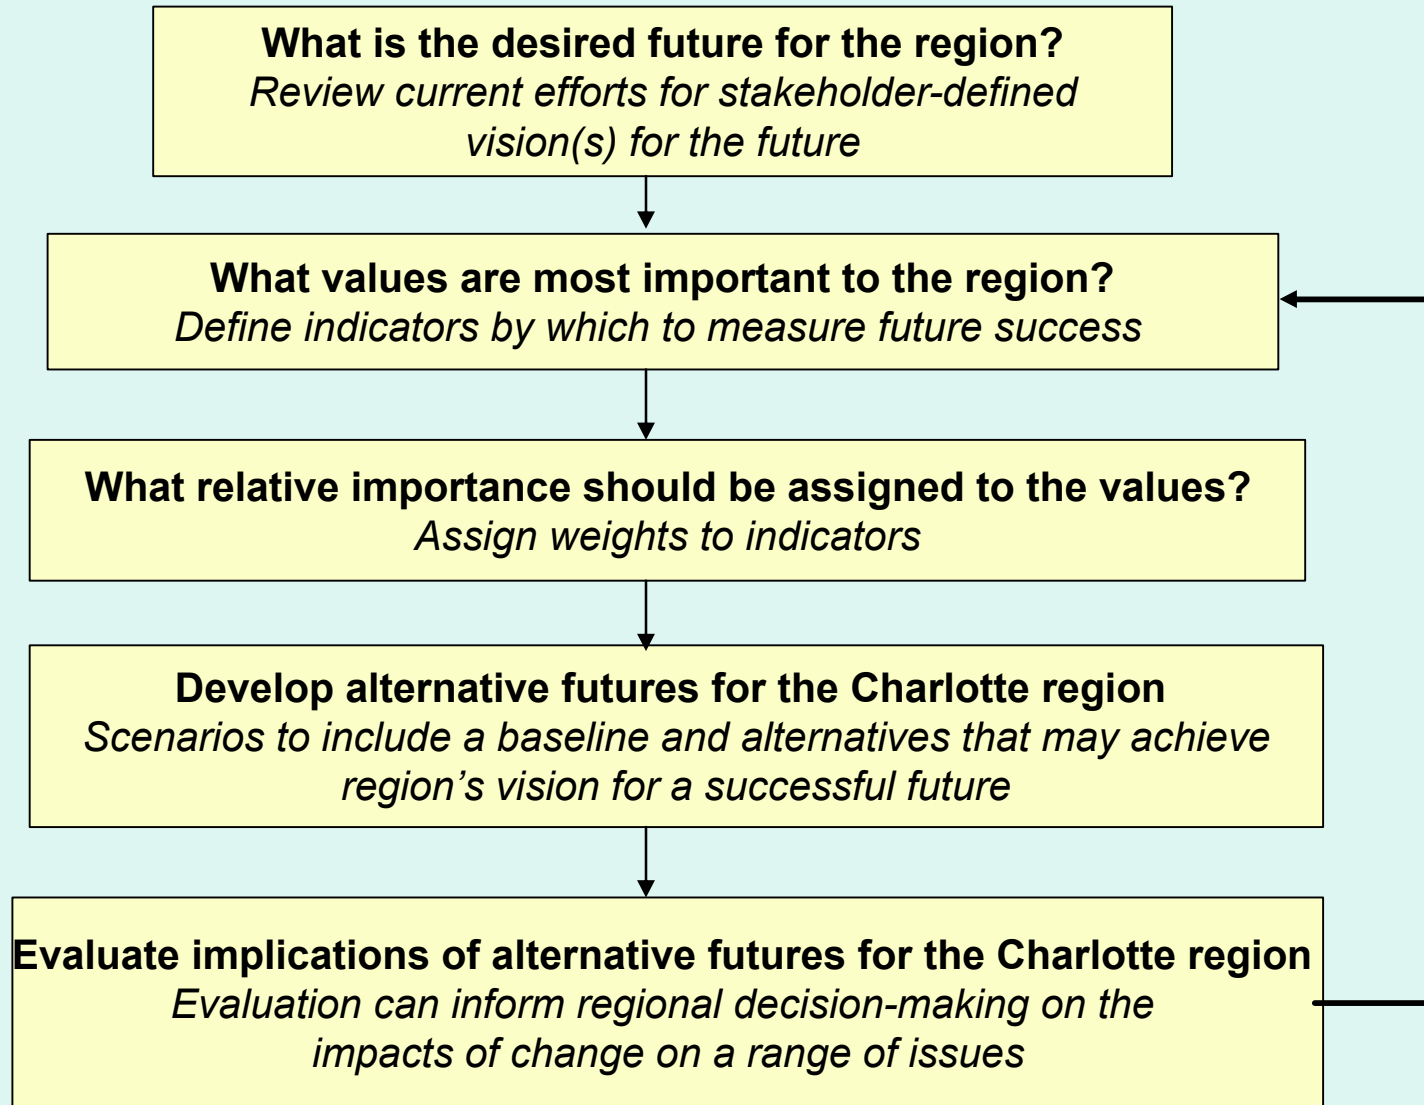 What is the desired future for the region?
Review current efforts for stakeholder-defined
vision(s) for the future
What values are most important to the region?
Define indicators by which to measure future success
What relative importance should be assigned to the values?
Assign weights to indicators
Develop alternative futures for the Charlotte region
Scenarios to include a baseline and alternatives that may achieve
region’s vision for a successful future
Evaluate implications of alternative futures for the Charlotte region
Evaluation can inform regional decision-making on the
impacts of change on a range of issues